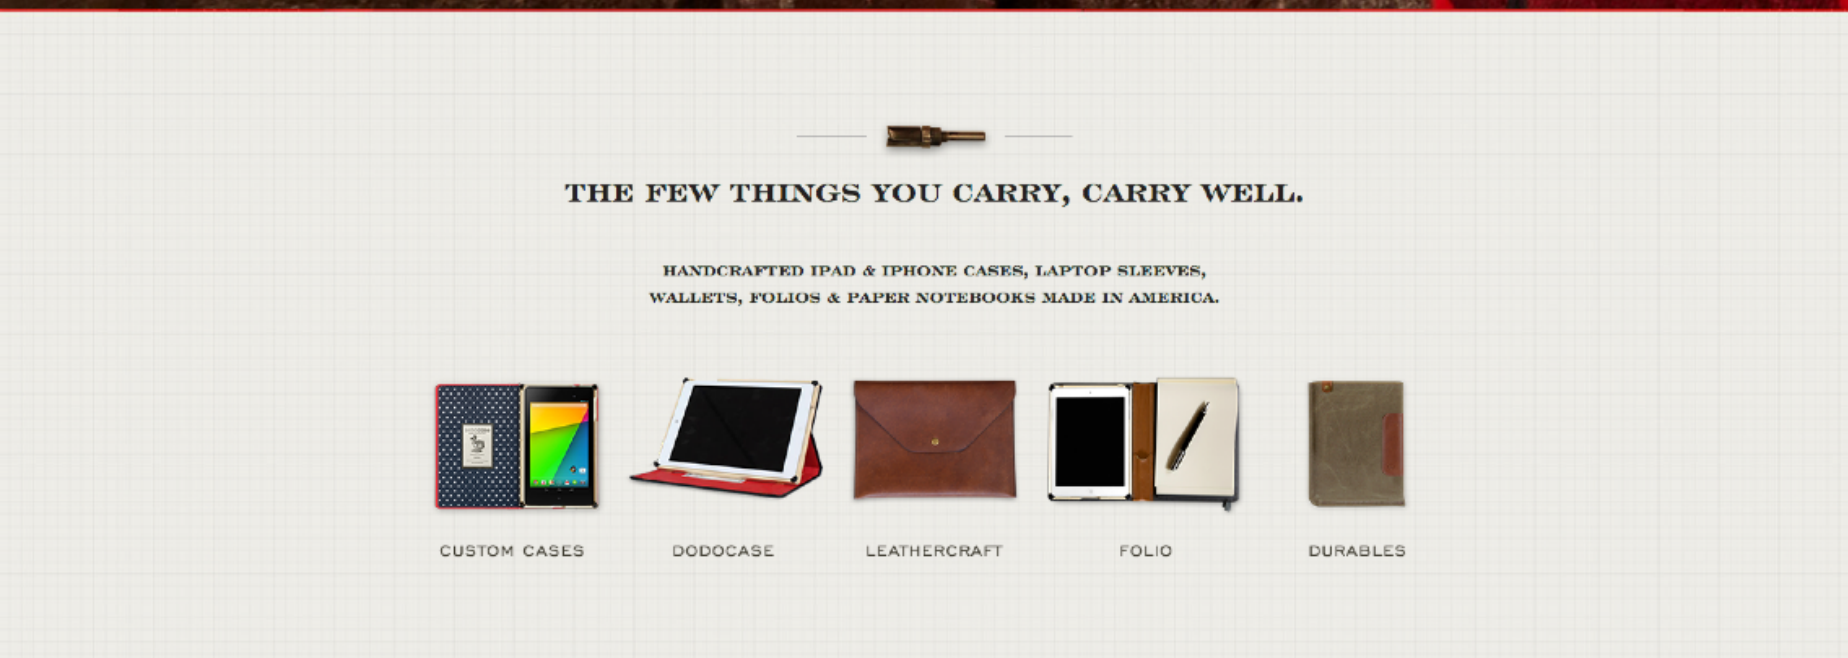 THE FEW THINGS YOU CARRY, CARRY WELL.
HANDCRAFTED IPAD & IPHONE CASES, LAPTOP SLEEVES,
WALLETS, FOLIOS & PAPER NOTEBOOKS MADE IN AMERICA.
CUSTOM CASES
DODOCASE
LEATHERCRAFT
FOLIO
DURABLES